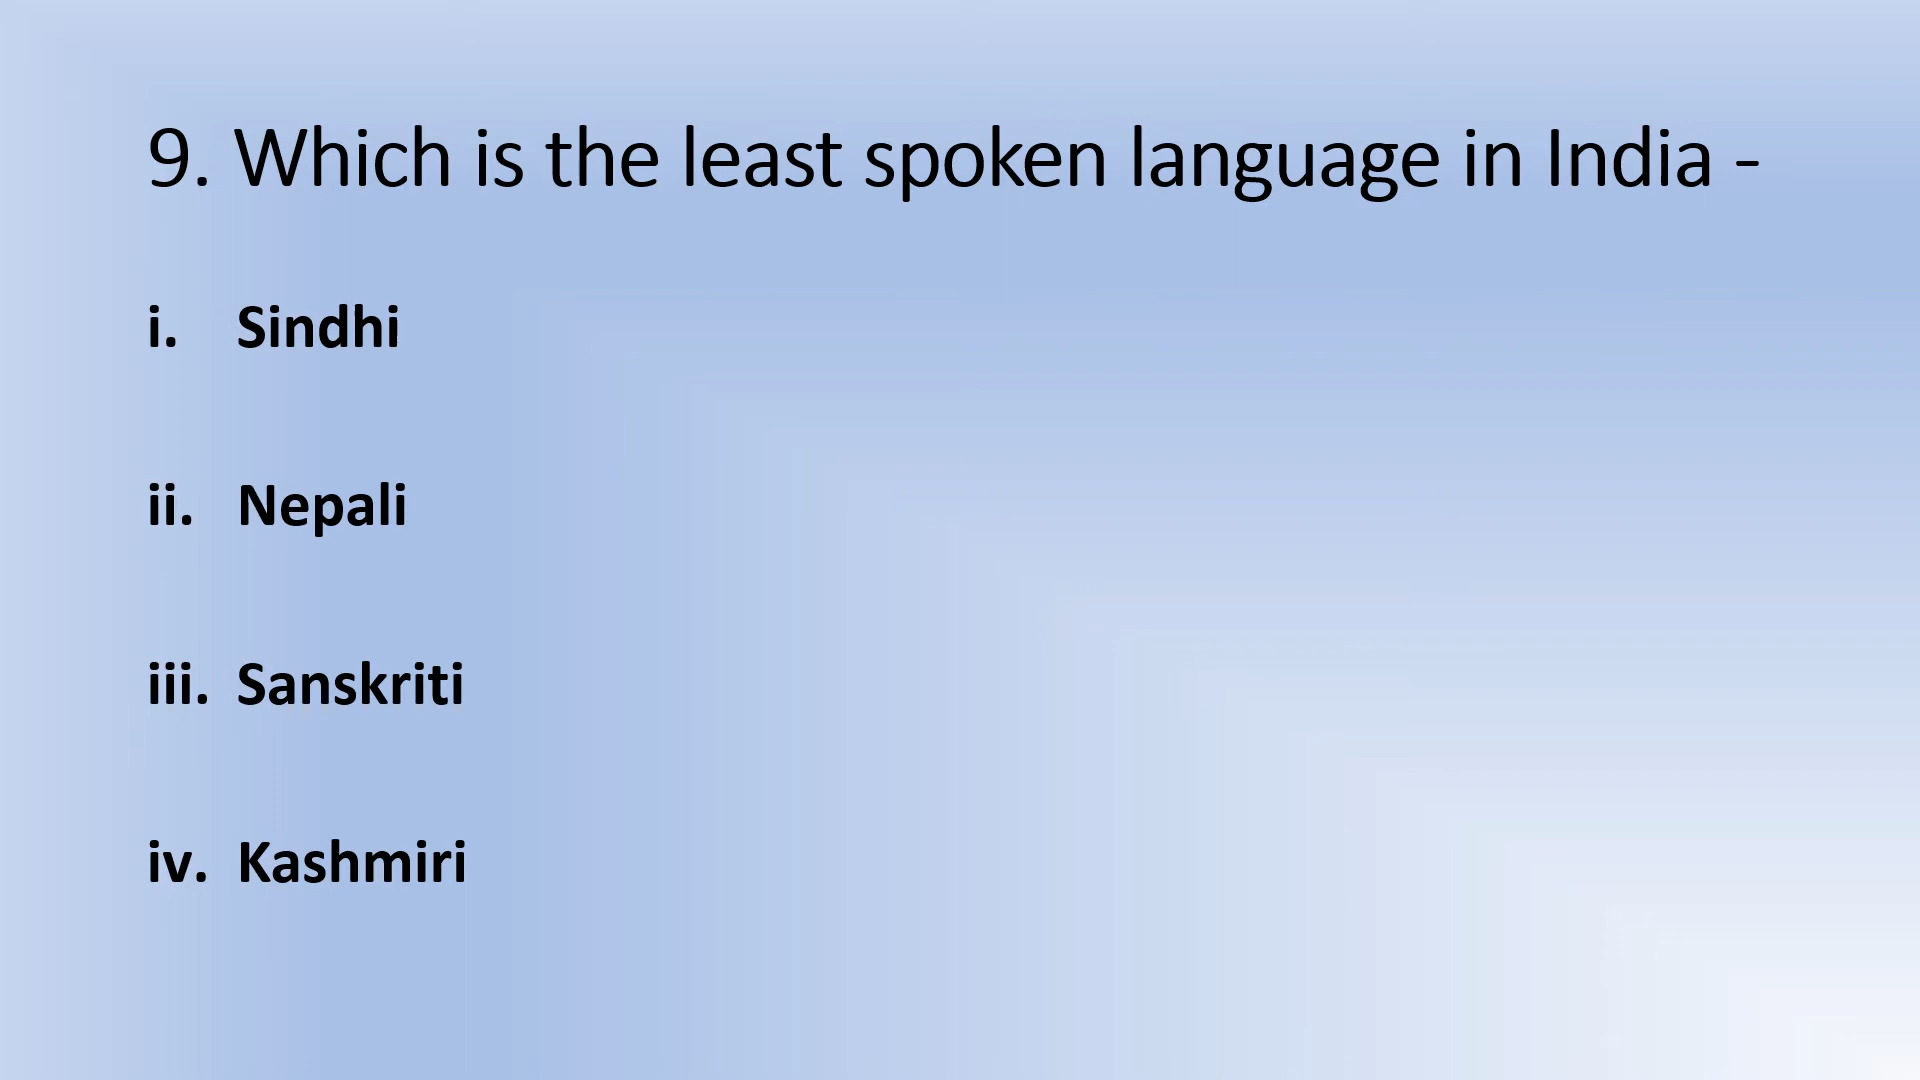 9. Which is the least spoken language in India -
i. Sindhi
ii. Nepali
iii. Sanskriti
iv. Kashmiri